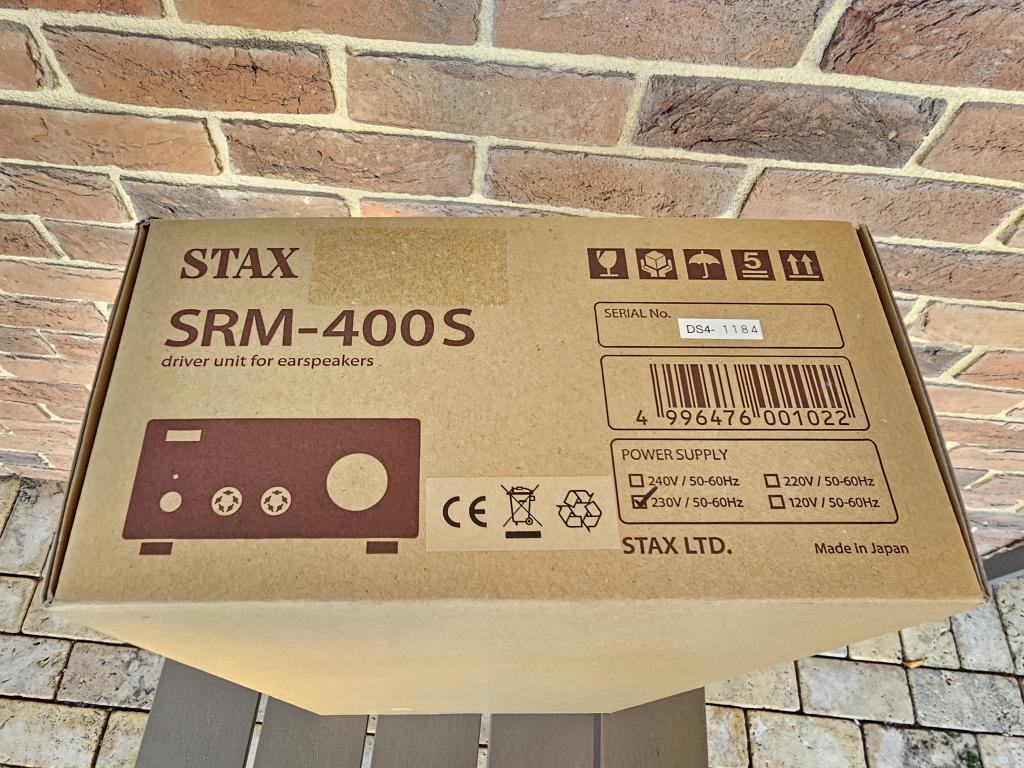 STAX
SRM-400S
driver unit for earspeakers
5
SERIAL No.
DS4- 1184
4 996476 001022
POWER SUPPLY
240V / 50-60Hz
220V / 50-60Hz
230V / 50-60Hz
120V / 50-60Hz
CE
STAX LTD.
Made in Japan